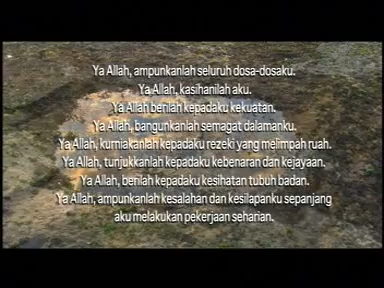 Ya Allah, ampunkanlah seluruh dosa-dosaku.
Ya Allah, kasihanilah aku.
Ya Allah berilah kepadaku kekuatan.
Ya Allah, bangunkanlah semagat dalamanku.
Ya Allah, kurniakanlah kepadaku rezeki yang melimpah ruah.
Ya Allah, tunjukkanlah kepadaku kebenaran dan kejayaan.
Ya Allah, berilah kepadaku kesihatan tubuh badan.
Ya Allah, ampunkanlah kesalahan dan kesilapanku sepanjang
aku melakukan pekerjaan seharian.